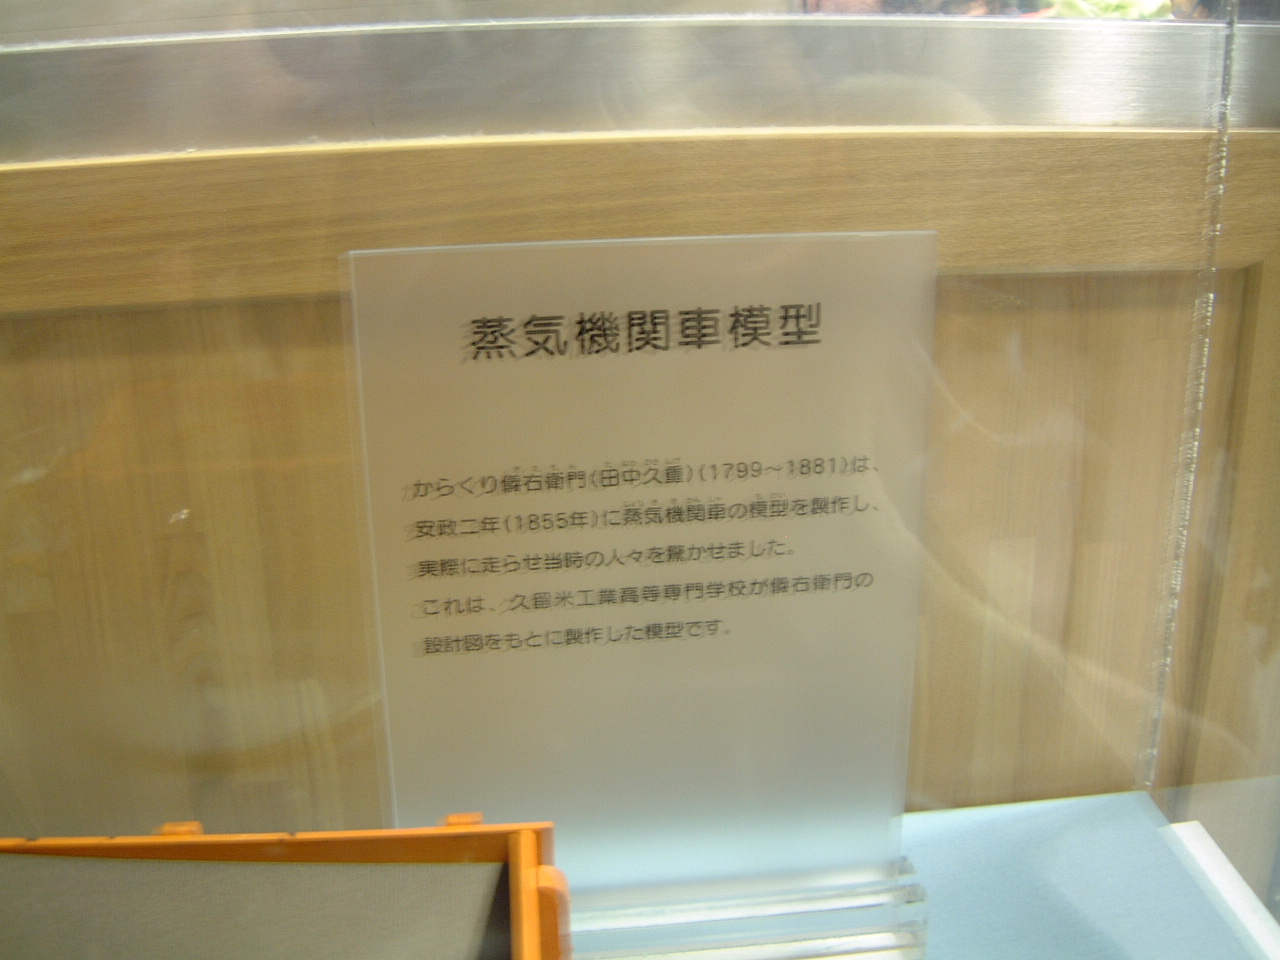 蒸気機関車模型
からくり儀右衛門(田中久重)(1799～1881)は、
安政二年(1855年)に蒸気機関車の模型を製作し、
実際に走らせ当時の人々を驚かせました。
これは、久留米工業高等専門学校が儀右衛門の
設計図をもとに製作した模型です。